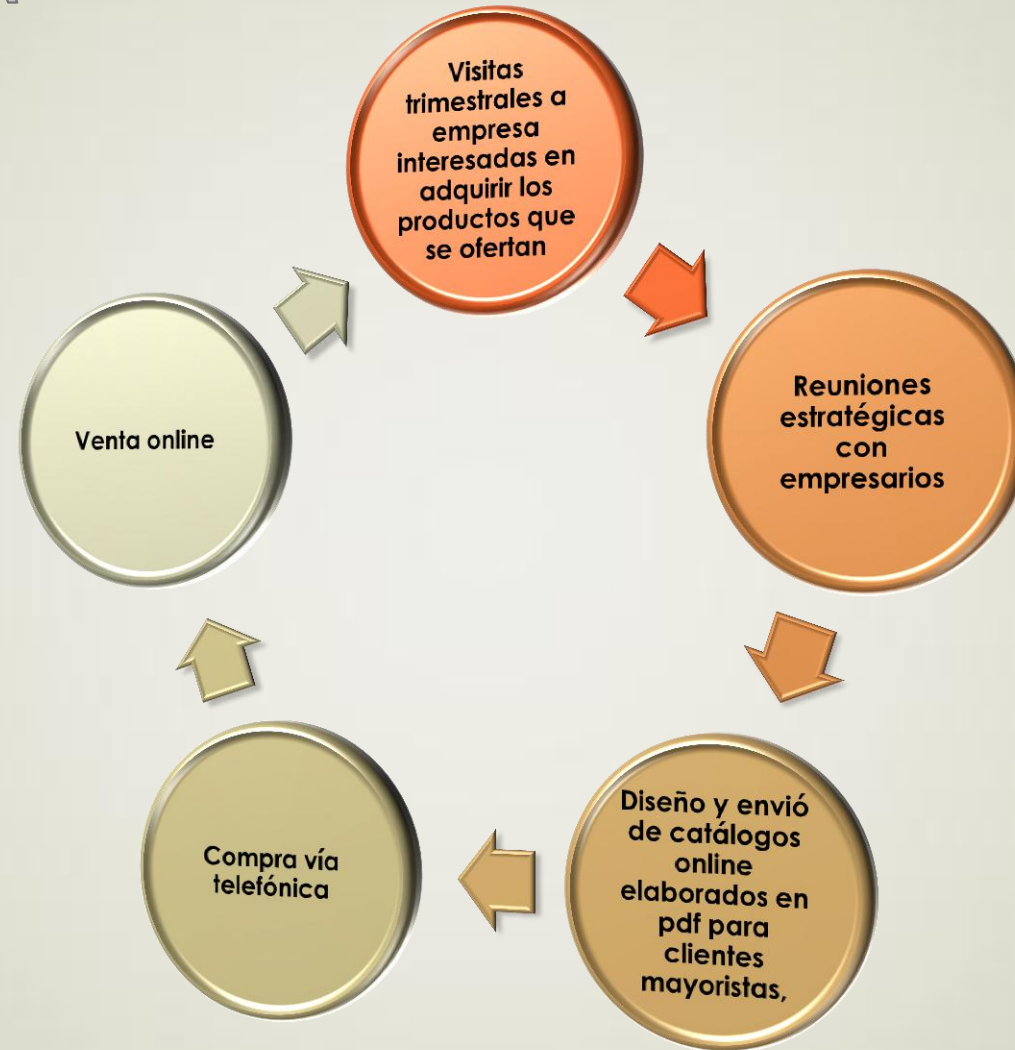 Visitas
trimestrales a
empresa
interesadas en
adquirir los
productos que
se ofertan
Reuniones
estratégicas
con
empresarios
Diseño y envió
de catálogos
online
elaborados en
pdf para
clientes
mayoristas,
Compra vía
telefónica
Venta online